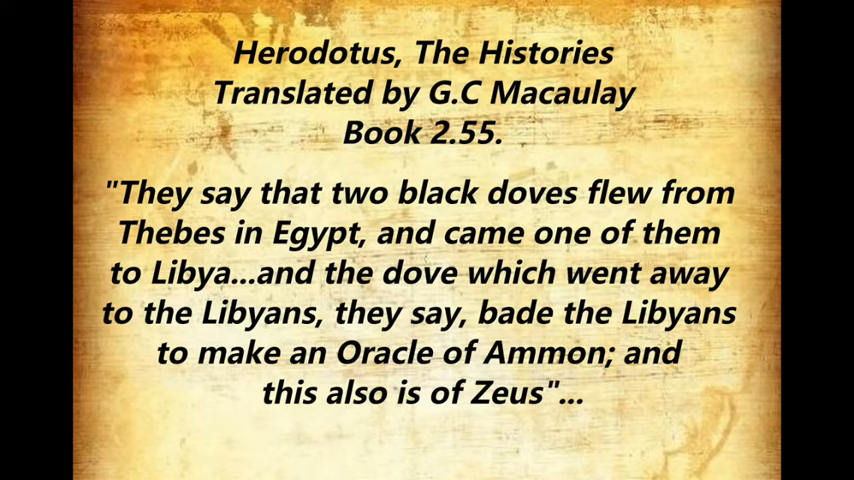 Herodotus, The Histories
Translated by G.C Macaulay
Book 2.55.
"They say that two black doves flew from
Thebes in Egypt, and came one of them
to Libya...and the dove which went away
to the Libyans, they say, bade the Libyans
to make an Oracle of Ammon; and
this also is of Zeus"...